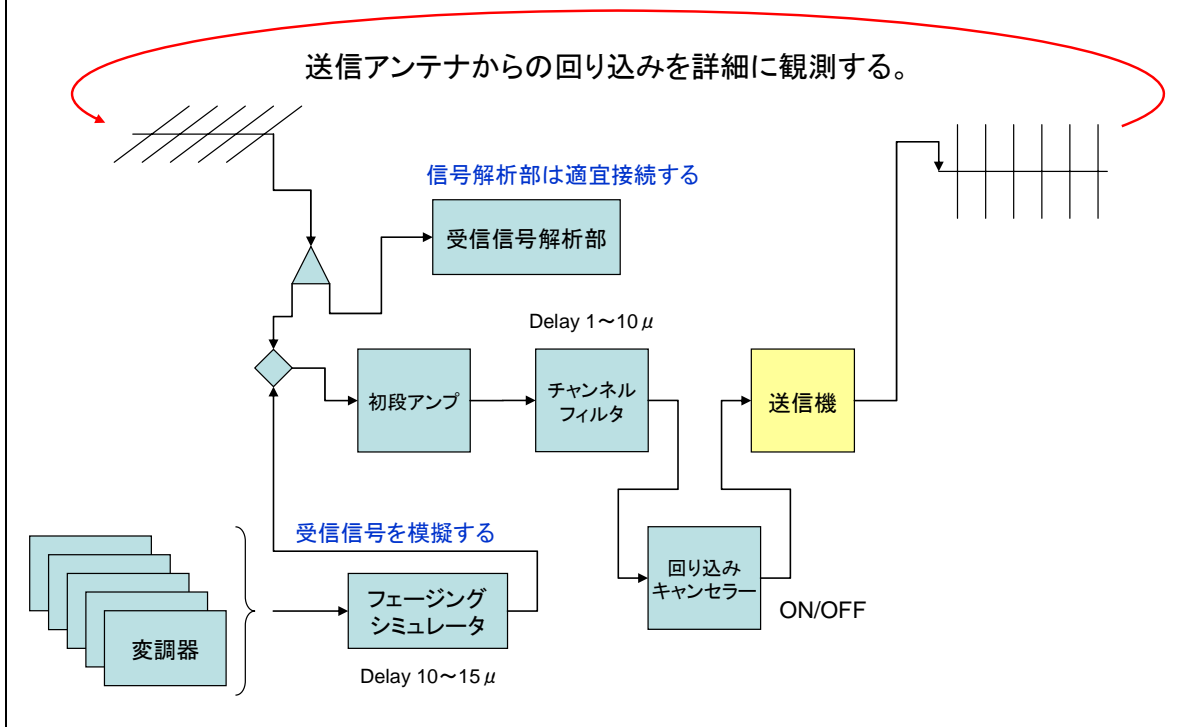 送信アンテナからの回り込みを詳細に観測する。
信号解析部は適宜接続する
受信信号解析部
Delay 1～10μ
初段アンプ
チャンネル
フィルタ
送信機
受信信号を模擬する
回り込み
キャンセラー
ON/OFF
フェージング
シミュレータ
変調器
Delay 10～15μ